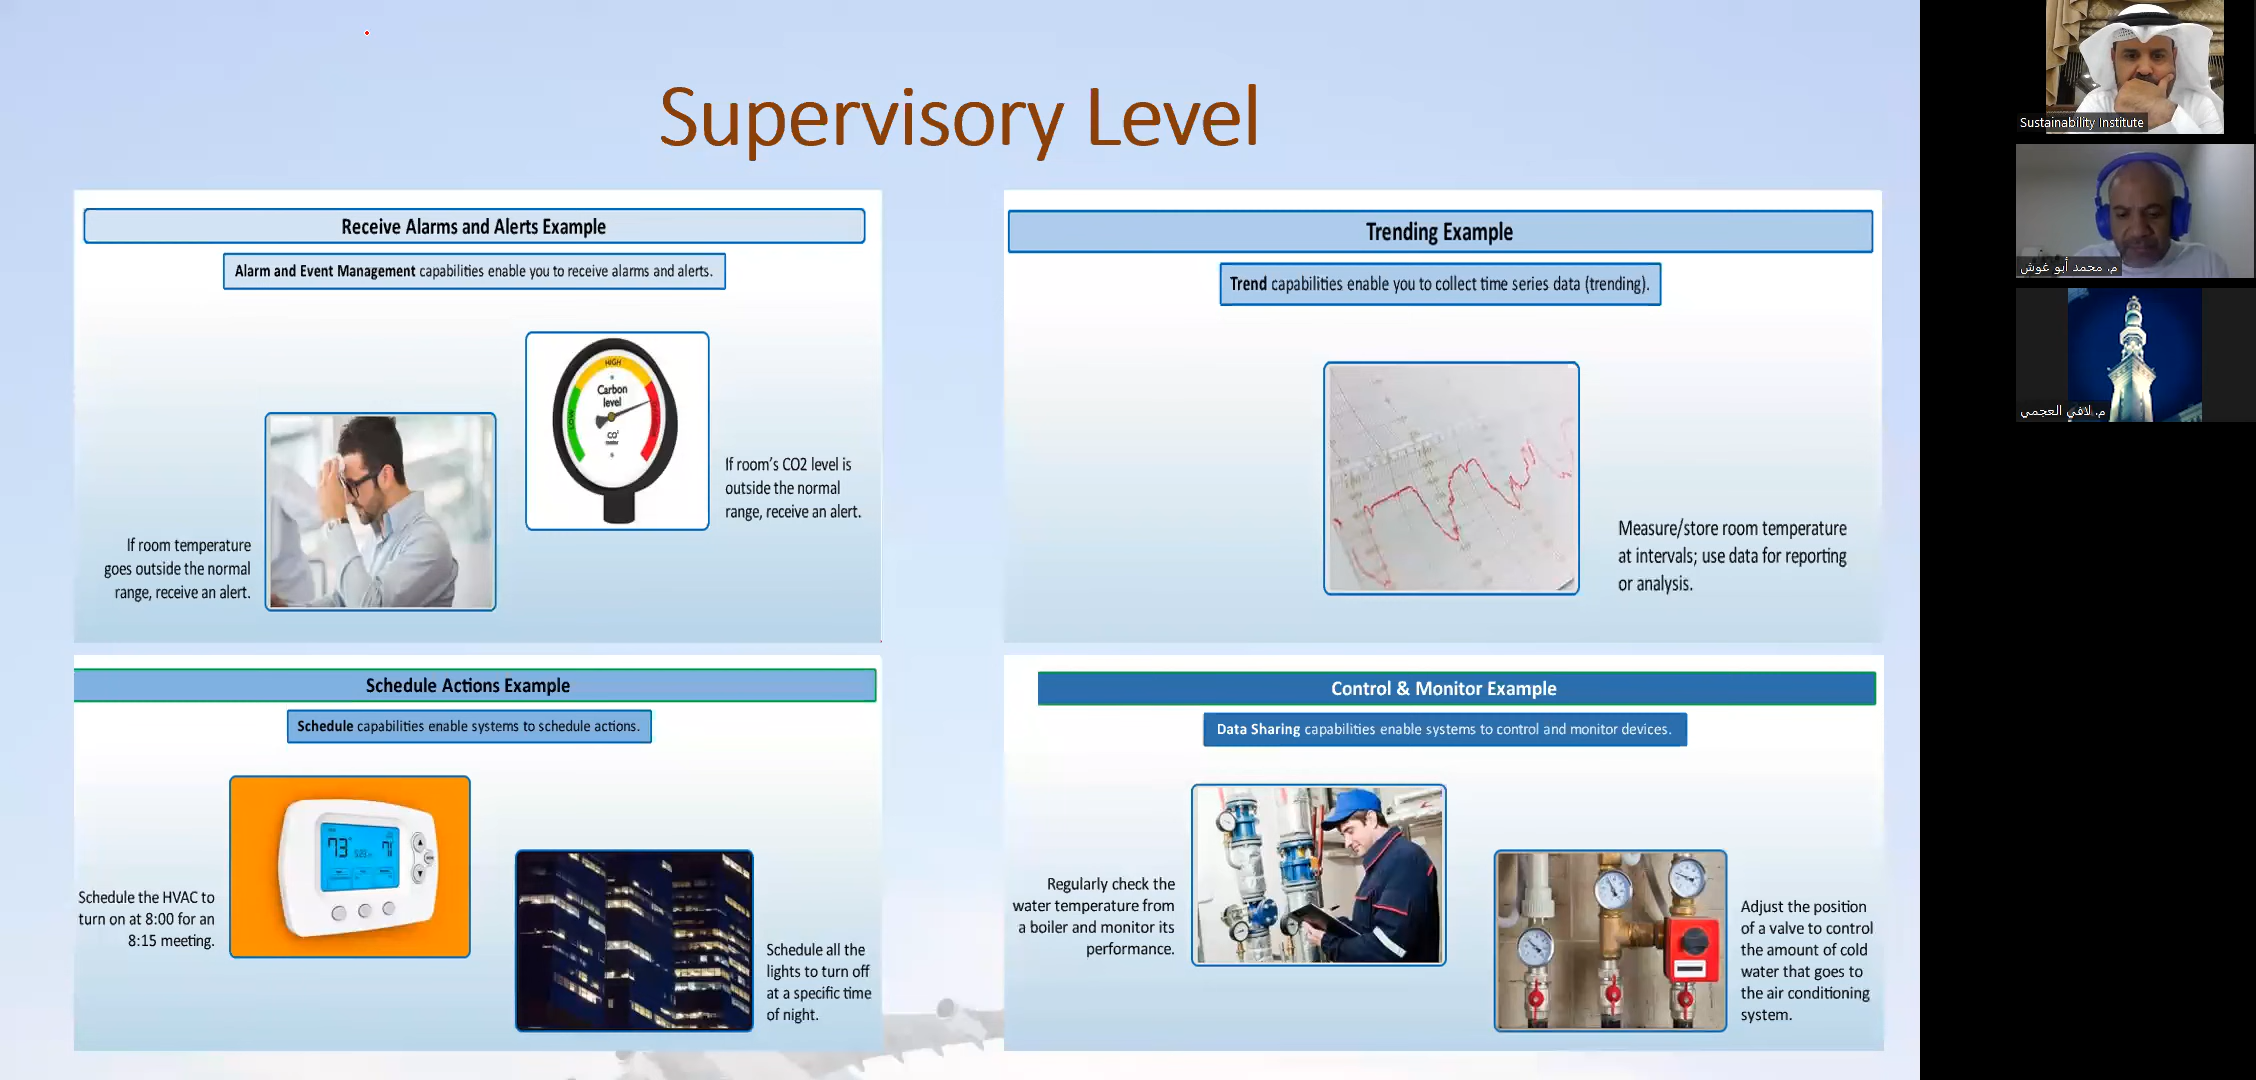 Supervisory Level
Receive Alarms and Alerts Example
Alarm and Event Management capabilities enable you to receive alarms and alerts.
HIGH
Carbon
level
LOW
CO²
If room's CO2 level is
outside the normal
range, receive an alert.
If room temperature
goes outside the normal
range, receive an alert.
Trending Example
Trend capabilities enable you to collect time series data (trending).
Measure/store room temperature
at intervals; use data for reporting
or analysis.
Schedule Actions Example
Schedule capabilities enable systems to schedule actions.
73
71
Schedule the HVAC to
turn on at 8:00 for an
8:15 meeting.
Schedule all the
lights to turn off
at a specific time
of night.
Control & Monitor Example
Data Sharing capabilities enable systems to control and monitor devices.
Regularly check the
water temperature from
a boiler and monitor its
performance.
Adjust the position
of a valve to control
the amount of cold
water that goes to
the air conditioning
system.
Sustainability Institute
م. محمد أبو غوش
م. لافي العجمي